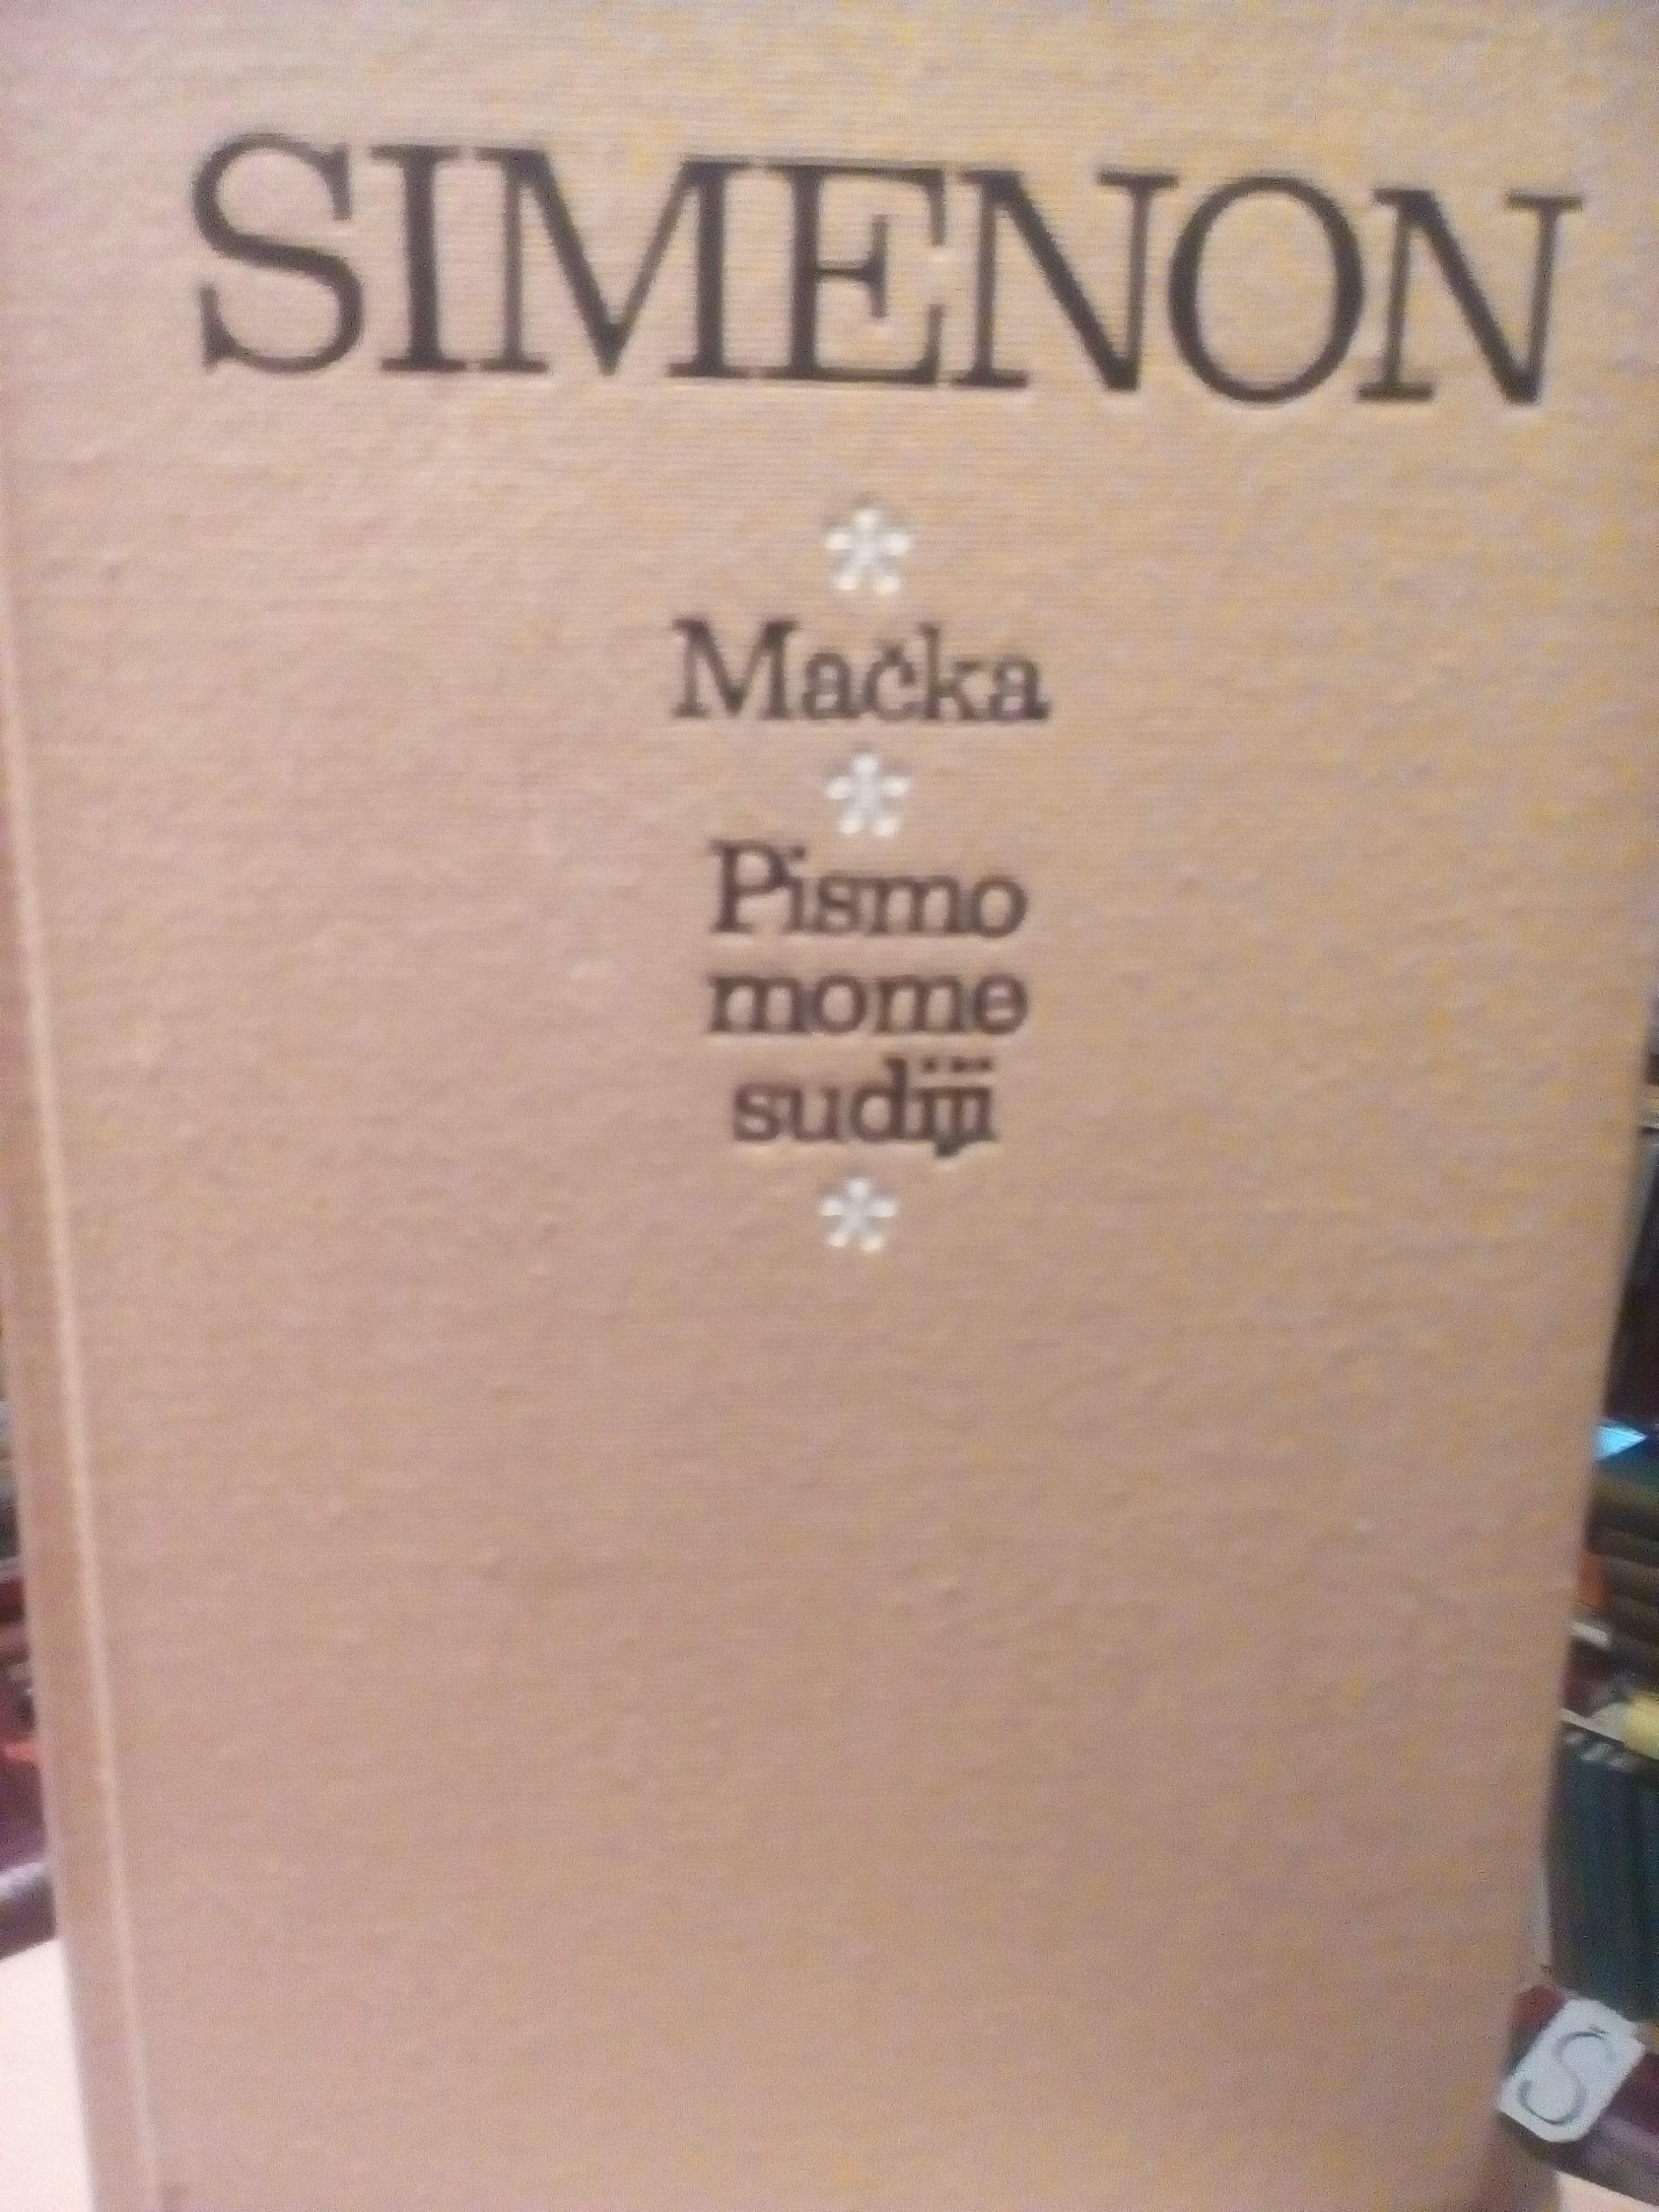 SIMENON
Mačka
Pismo
mome
sudiji
Š